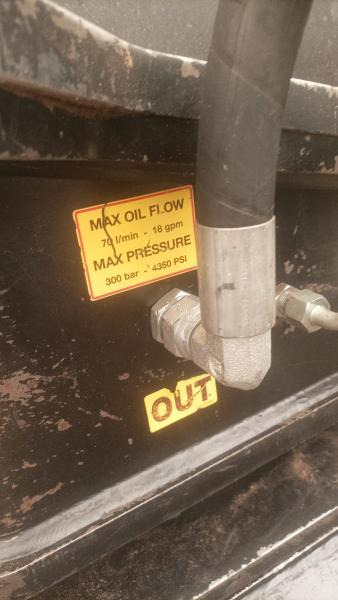 MAX OIL FLOW
70 l/min - 18 gpm
MAX PRESSURE
300 bar - 4350 PSI
OUT